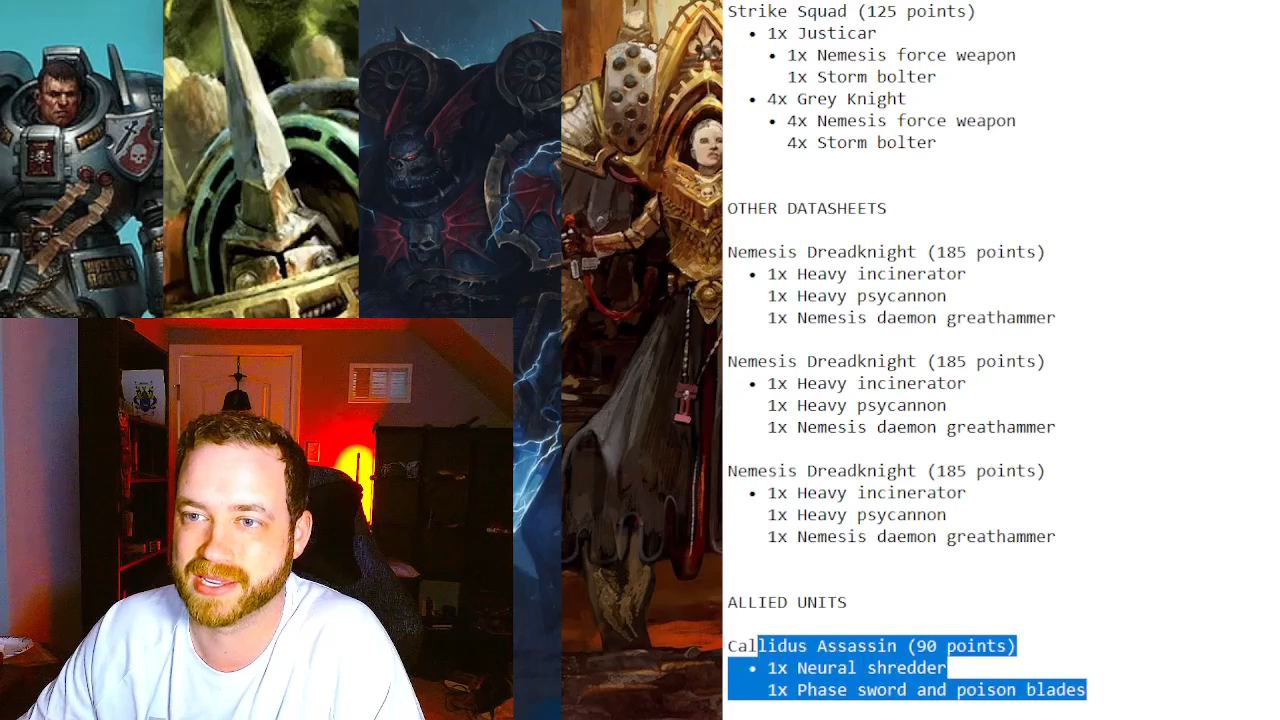 Strike Squad (125 points)
• 1x Justicar
• 1x Nemesis force weapon
1x Storm bolter
• 4x Grey Knight
• 4x Nemesis force weapon
4x Storm bolter
OTHER DATASHEETS
Nemesis Dreadknight (185 points)
• 1x Heavy incinerator
1x Heavy psycannon
1x Nemesis daemon greathammer
Nemesis Dreadknight (185 points)
• 1x Heavy incinerator
1x Heavy psycannon
1x Nemesis daemon greathammer
Nemesis Dreadknight (185 points)
• 1x Heavy incinerator
1x Heavy psycannon
1x Nemesis daemon greathammer
ALLIED UNITS
Callidus Assassin (90 points)
• 1x Neural shredder
1x Phase sword and poison blades